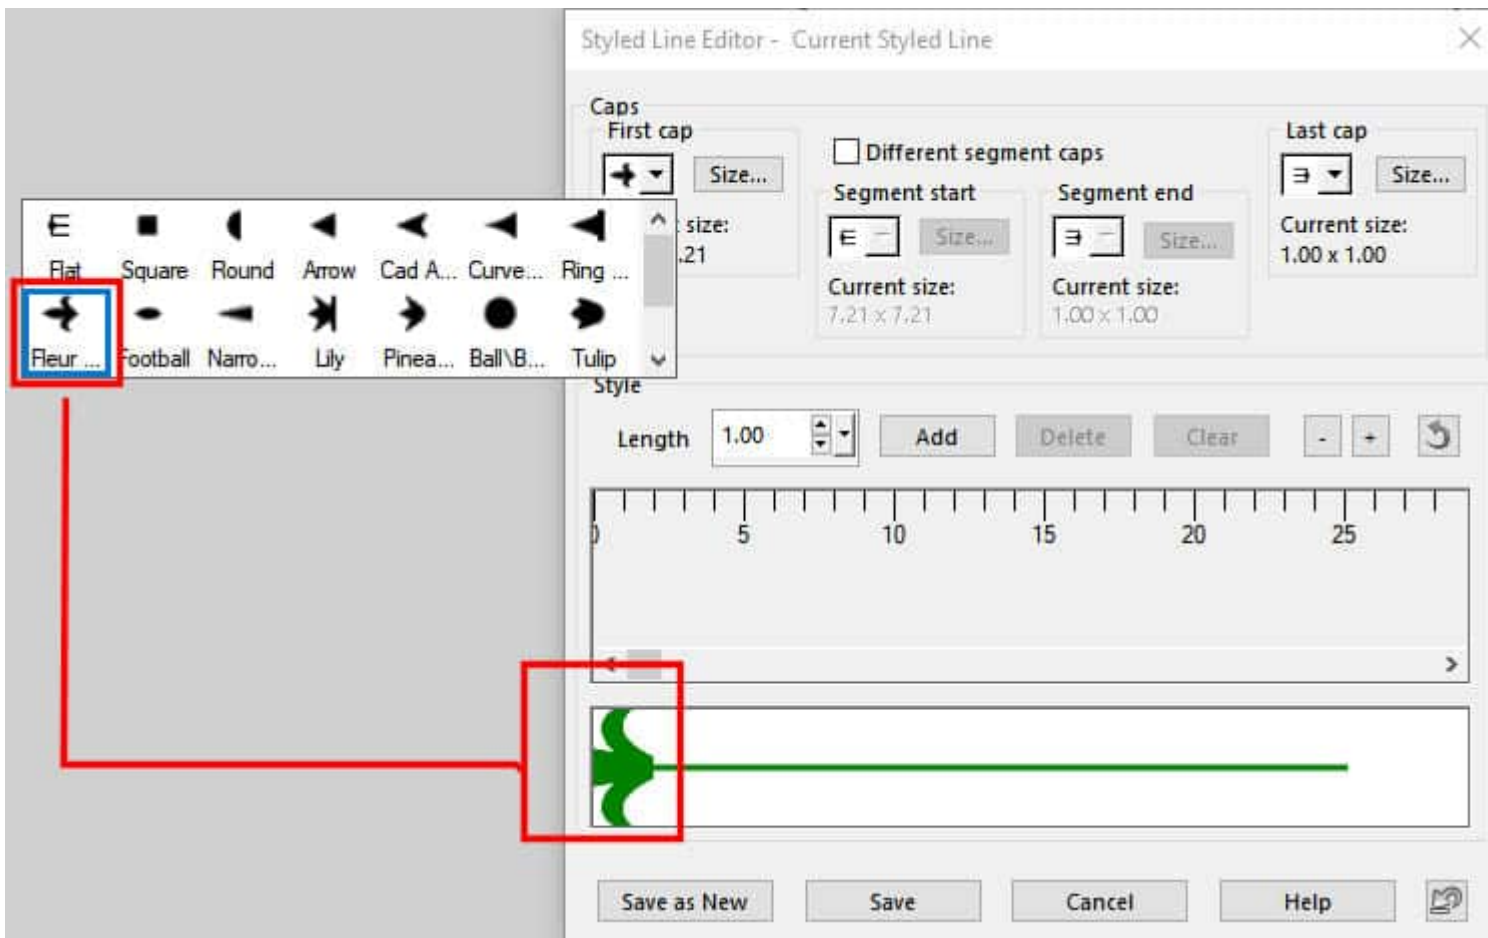 Styled Line Editor - Current Styled Line
Caps
First cap
Size...
size:
.21
Different segment caps
Segment start
Size...
Current size:
7.21 x 7.21
Segment end
Size...
Current size:
1.00 x 1.00
Last cap
Size...
Current size:
1.00 x 1.00
Flat Square Round Arrow Cad A... Curve... Ring ...
Fleur ... Football Narro... Lily Pinea... Ball\B... Tulip
Style
Length 1.00 Add Delete Clear - +
0 5 10 15 20 25
Save as New Save Cancel Help